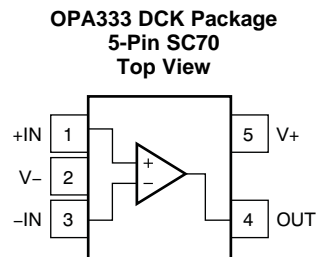 OPA333 DCK Package
5-Pin SC70
Top View
+IN 1 5 V+
+
V− 2
−
−IN 3 4 OUT